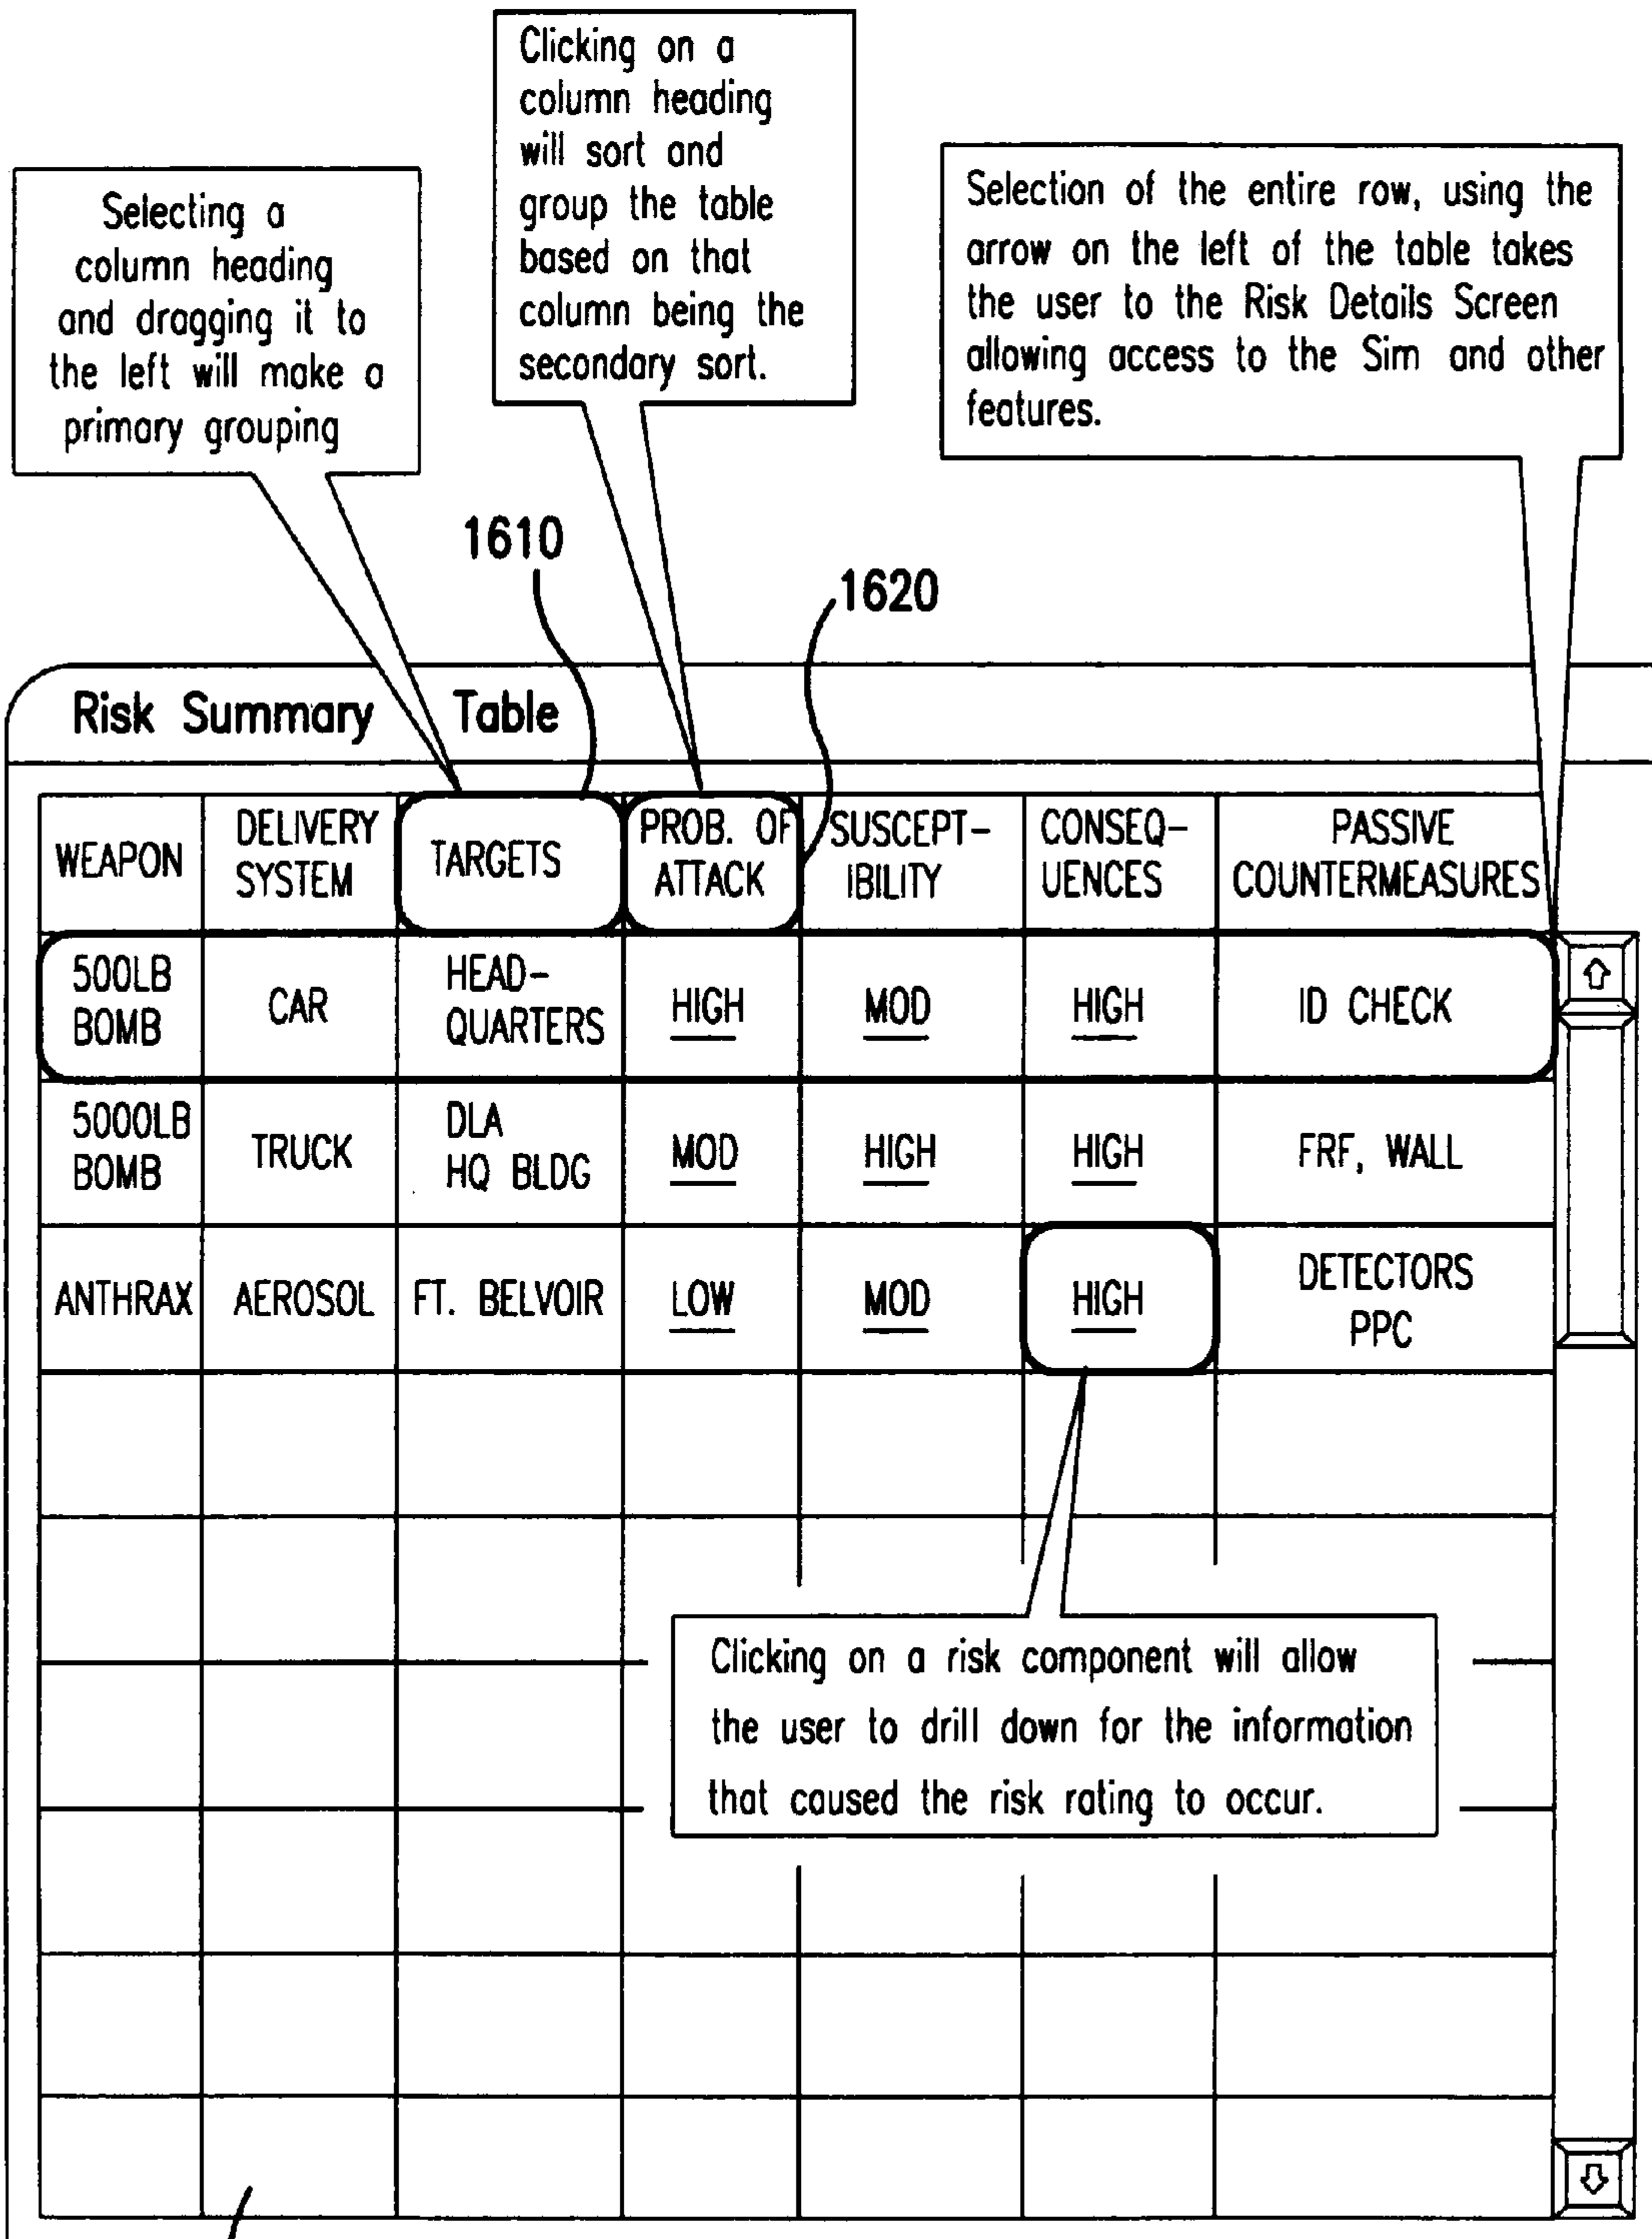 Clicking on a
column heading
will sort and
group the table
based on that
column being the
secondary sort.
Selecting a
column heading
and dragging it to
the left will make a
primary grouping
Selection of the entire row, using the
arrow on the left of the table takes
the user to the Risk Details Screen
allowing access to the Sim and other
features.
1610
1620
Risk Summary Table
WEAPON
DELIVERY
SYSTEM
TARGETS
PROB. OF
ATTACK
SUSCEPT-
IBILITY
CONSEQ-
UENCES
PASSIVE
COUNTERMEASURES
500LB
BOMB
CAR
HEAD-
QUARTERS
HIGH
MOD
HIGH
ID CHECK
5000LB
BOMB
TRUCK
DLA
HQ BLDG
MOD
HIGH
HIGH
FRF, WALL
ANTHRAX
AEROSOL
FT. BELVOIR
LOW
MOD
HIGH
DETECTORS
PPC
Clicking on a risk component will allow
the user to drill down for the information
that caused the risk rating to occur.